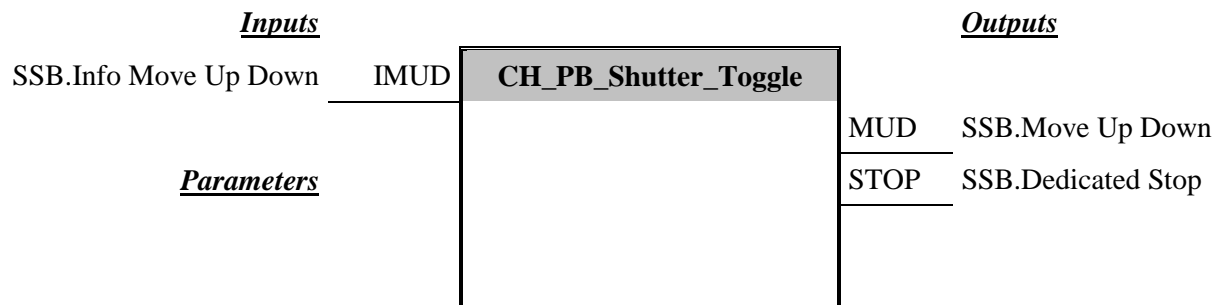 Inputs Outputs
SSB.Info Move Up Down IMUD CH_PB_Shutter_Toggle
MUD SSB.Move Up Down
Parameters STOP SSB.Dedicated Stop